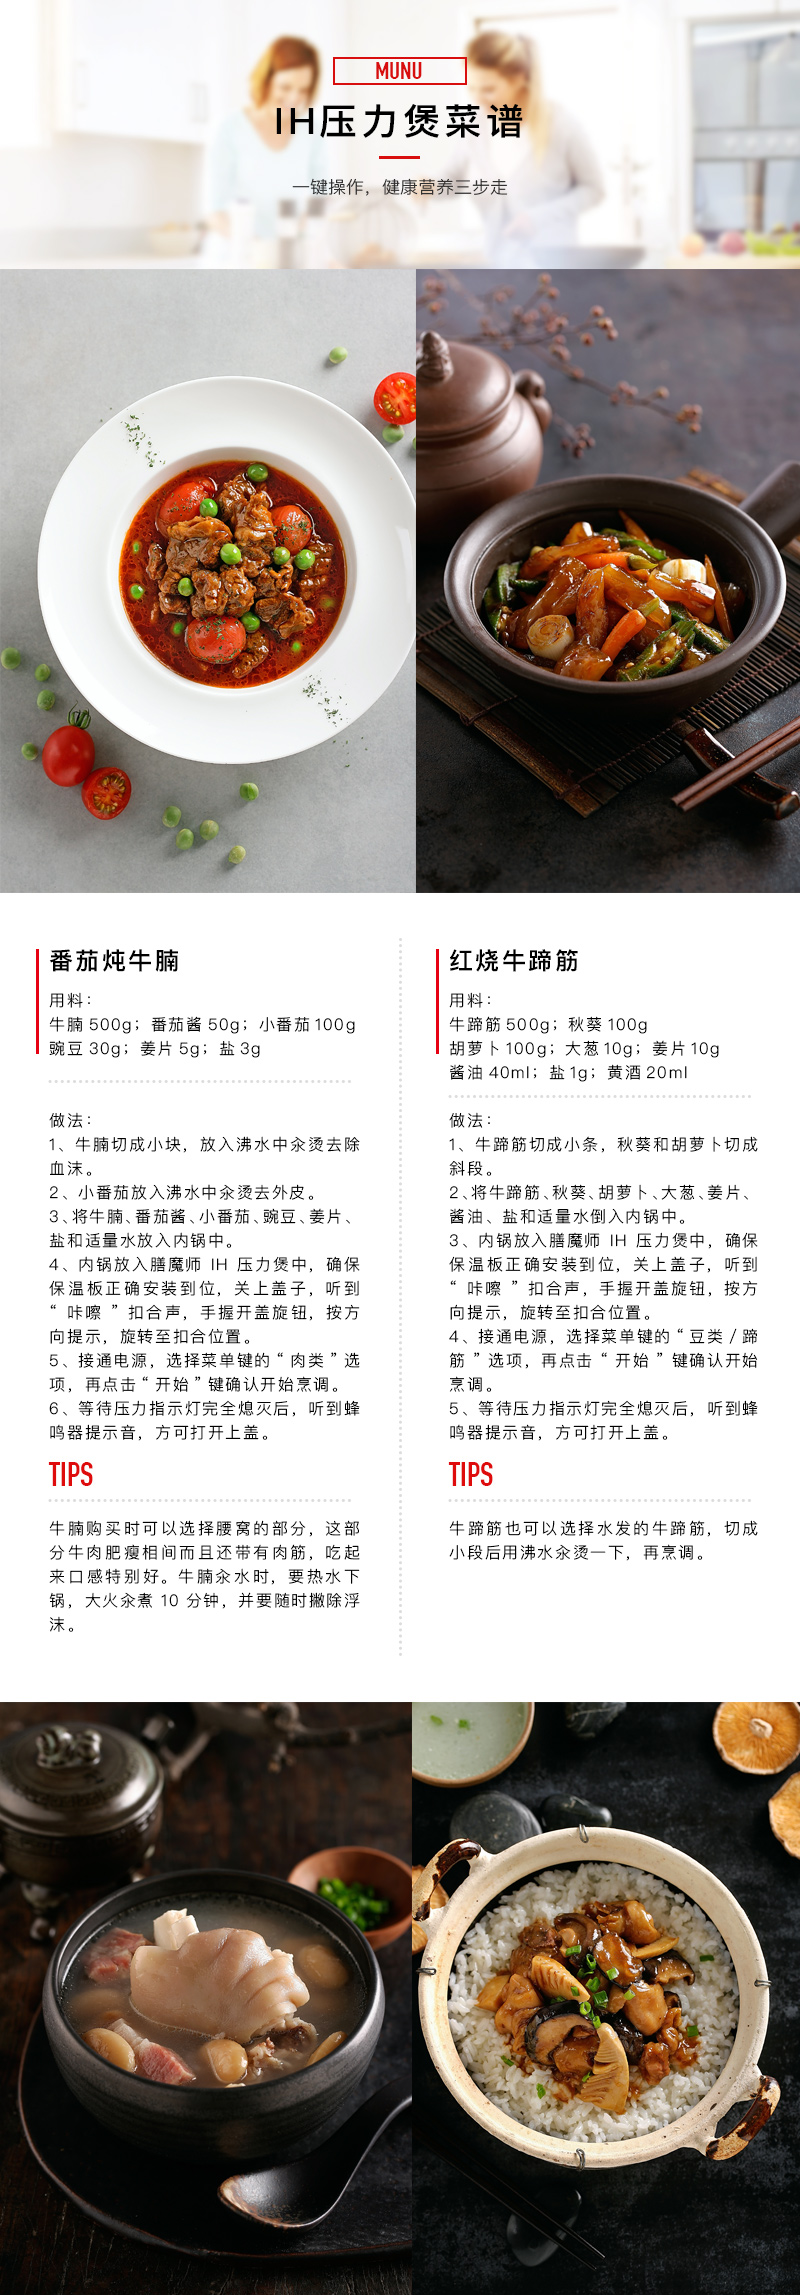 MUNU
IH压力煲菜谱
一键操作，健康营养三步走
番茄炖牛腩
用料：
牛腩 500g；番茄酱 50g；小番茄 100g
豌豆 30g；姜片 5g；盐 3g
做法：
1、牛腩切成小块，放入沸水中汆烫去除
血沫。
2、小番茄放入沸水中汆烫去外皮。
3、将牛腩、番茄酱、小番茄、豌豆、姜片、
盐和适量水放入内锅中。
4、内锅放入膳魔师 IH 压力煲中，确保
保温板正确安装到位，关上盖子，听到
“ 咔嚓 ” 扣合声，手握开盖旋钮，按方
向提示，旋转至扣合位置。
5、接通电源，选择菜单键的 “ 肉类 ” 选
项，再点击 “ 开始 ” 键确认开始烹调。
6、等待压力指示灯完全熄灭后，听到蜂
鸣器提示音，方可打开上盖。
TIPS
牛腩购买时可以选择腰窝的部分，这部
分牛肉肥瘦相间而且还带有肉筋，吃起
来口感特别好。牛腩汆水时，要热水下
锅，大火汆煮 10 分钟，并要随时撇除浮
沫。
红烧牛蹄筋
用料：
牛蹄筋 500g；秋葵 100g
胡萝卜 100g；大葱 10g；姜片 10g
酱油 40ml；盐 1g；黄酒 20ml
做法：
1、牛蹄筋切成小条，秋葵和胡萝卜切成
斜段。
2、将牛蹄筋、秋葵、胡萝卜、大葱、姜片、
酱油、盐和适量水倒入内锅中。
3、内锅放入膳魔师 IH 压力煲中，确保
保温板正确安装到位，关上盖子，听到
“ 咔嚓 ” 扣合声，手握开盖旋钮，按方
向提示，旋转至扣合位置。
4、接通电源，选择菜单键的 “ 豆类 / 蹄
筋 ” 选项，再点击 “ 开始 ” 键确认开始
烹调。
5、等待压力指示灯完全熄灭后，听到蜂
鸣器提示音，方可打开上盖。
TIPS
牛蹄筋也可以选择水发的牛蹄筋，切成
小段后用沸水汆烫一下，再烹调。